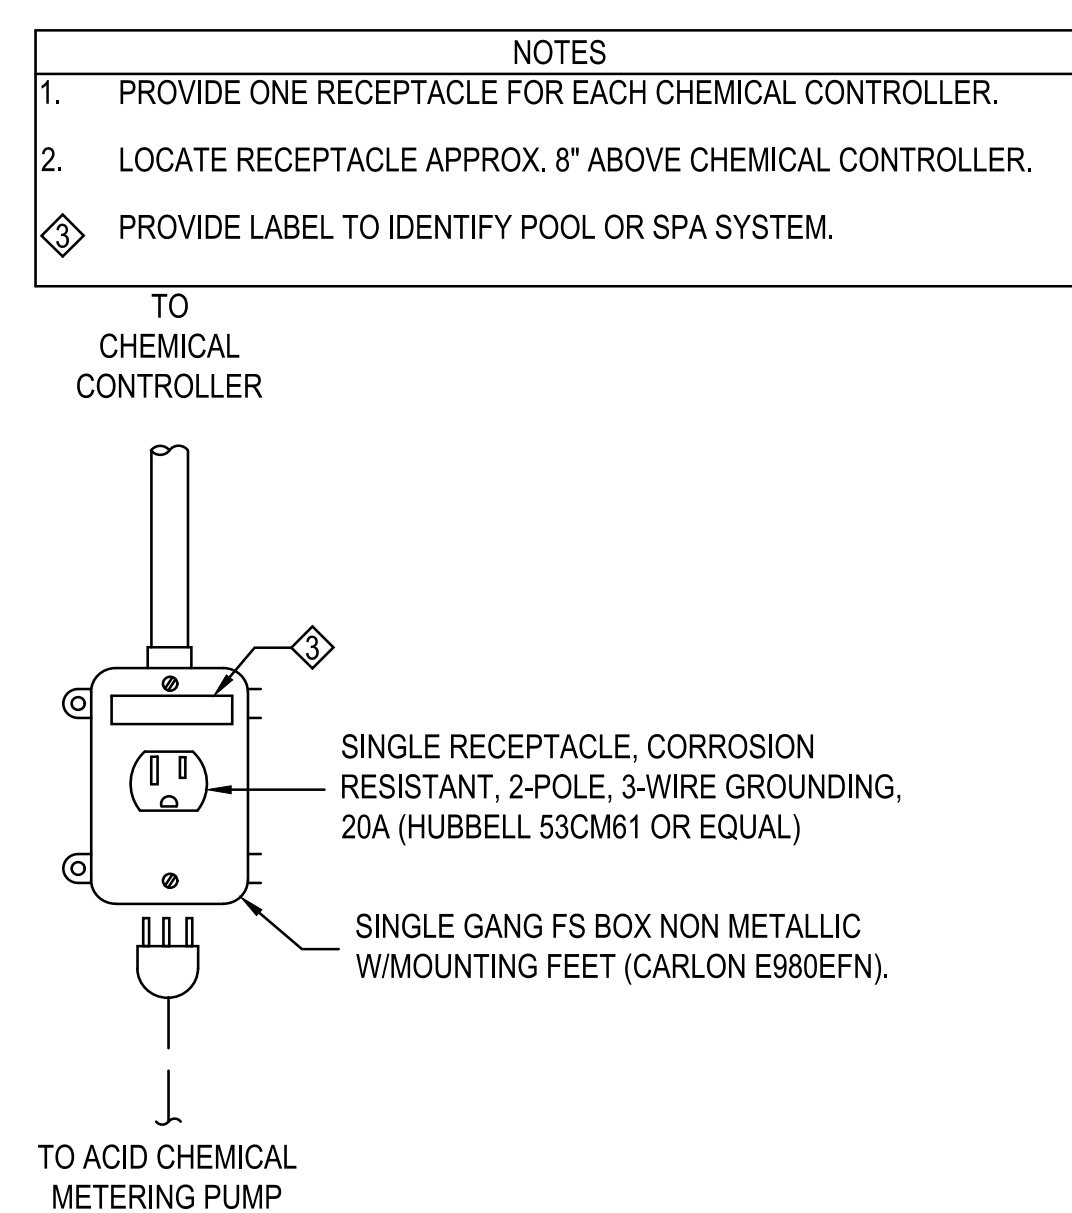 NOTES
1. PROVIDE ONE RECEPTACLE FOR EACH CHEMICAL CONTROLLER.
2. LOCATE RECEPTACLE APPROX. 8" ABOVE CHEMICAL CONTROLLER.
3 PROVIDE LABEL TO IDENTIFY POOL OR SPA SYSTEM.
TO
CHEMICAL
CONTROLLER
3
SINGLE RECEPTACLE, CORROSION
RESISTANT, 2-POLE, 3-WIRE GROUNDING,
20A (HUBBELL 53CM61 OR EQUAL)
SINGLE GANG FS BOX NON METALLIC
W/MOUNTING FEET (CARLON E980EFN).
TO ACID CHEMICAL
METERING PUMP